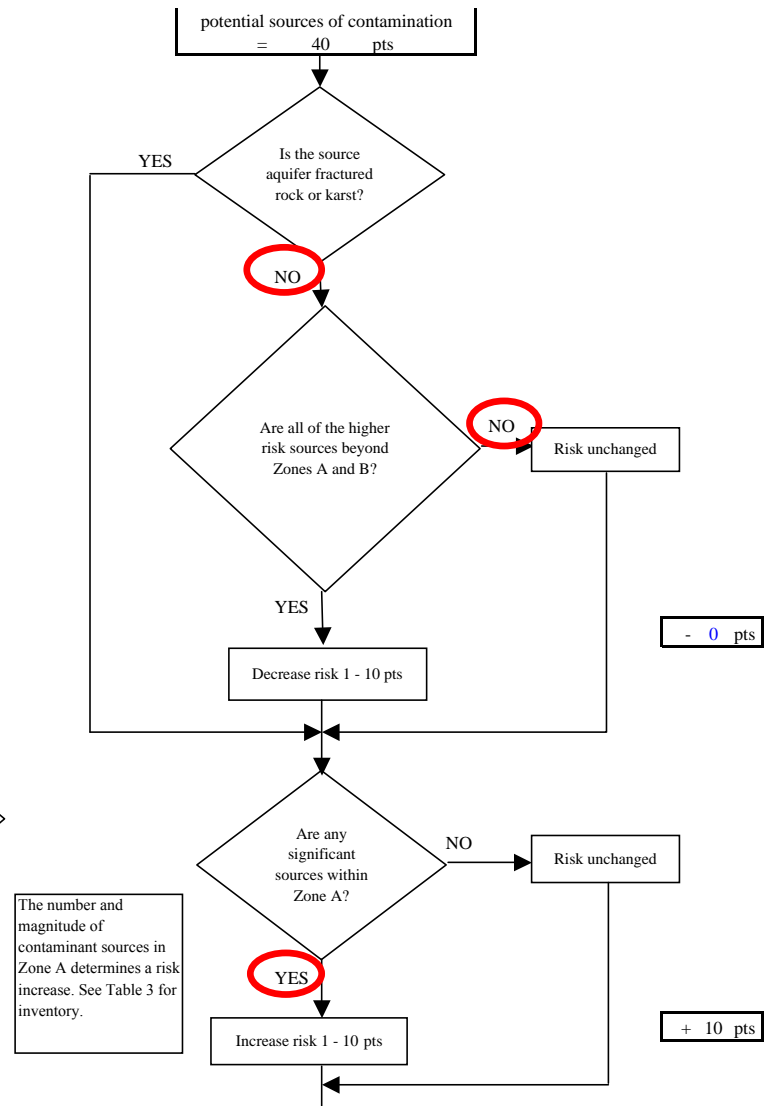 potential sources of contamination
= 40 pts
YES
Is the source
aquifer fractured
rock or karst?
NO
Are all of the higher
risk sources beyond
Zones A and B?
NO
Risk unchanged
YES
- 0 pts
Decrease risk 1 - 10 pts
Are any
significant
sources within
Zone A?
NO
Risk unchanged
The number and
magnitude of
contaminant sources in
Zone A determines a risk
increase. See Table 3 for
inventory.
YES
Increase risk 1 - 10 pts
+ 10 pts